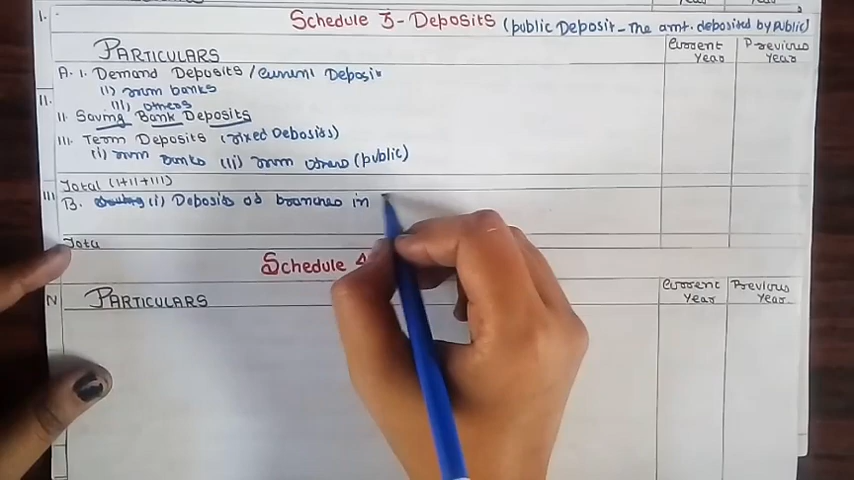 I.
Schedule 3 - Deposits (public Deposit - The amt. deposited by public)
PARTICULARS Current Year Previous Year
A. I. Demand Deposits / Current Deposit
(i) from banks
II.
(ii) others
II. Saving Bank Deposits
III. Term Deposits (Fixed Deposits)
(i) from banks (ii) from others (public)
Total (I+II+III)
III
B. (i) Deposits of branches in
Total
Schedule 4
N PARTICULARS Current Year Previous Year